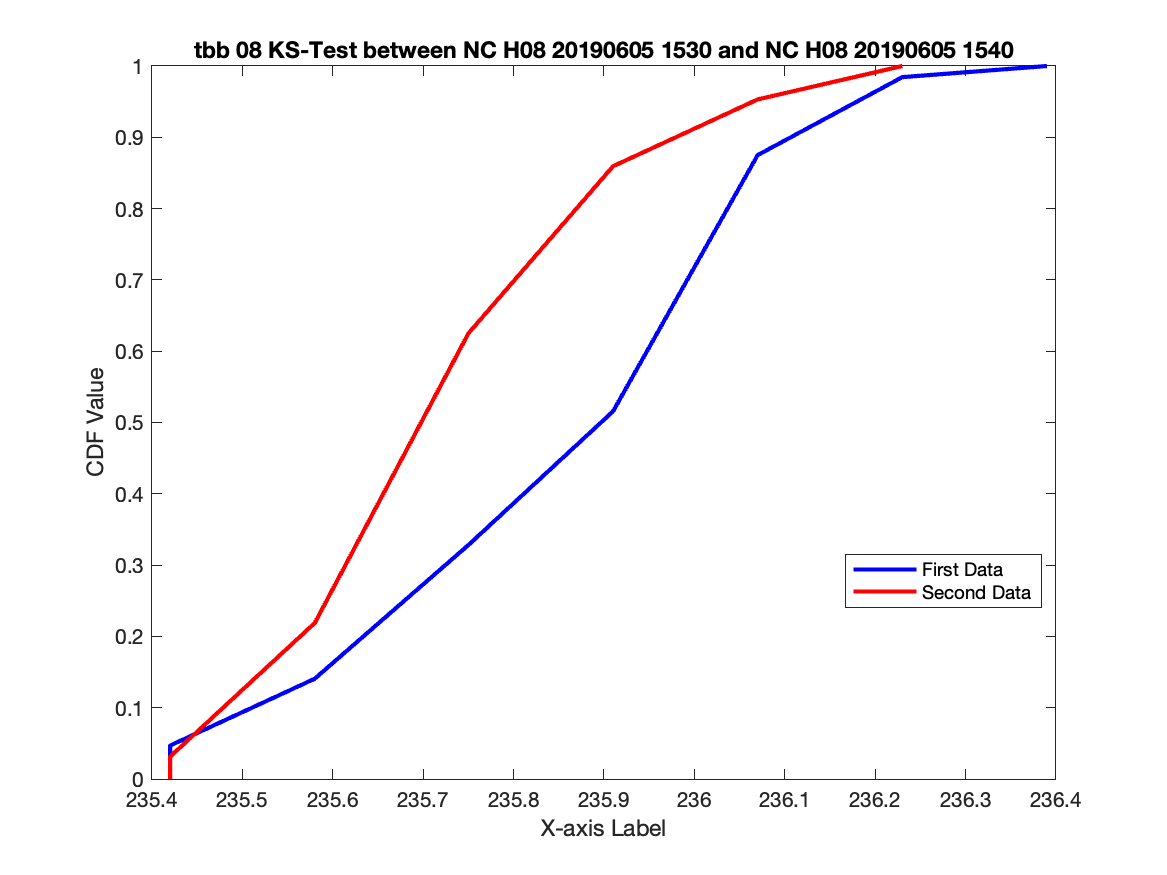 tbb 08 KS-Test between NC H08 20190605 1530 and NC H08 20190605 1540
1
0.9
0.8
0.7
0.6
0.5
0.4
0.3
0.2
0.1
0
CDF Value
First Data
Second Data
235.4 235.5 235.6 235.7 235.8 235.9 236 236.1 236.2 236.3 236.4
X-axis Label